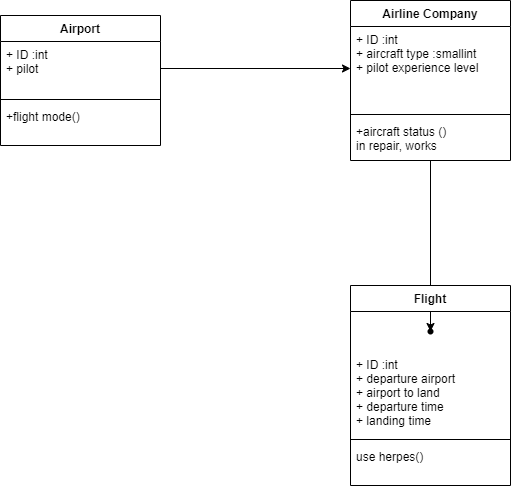 Airport
+ ID :int
+ pilot
+flight mode()
Airline Company
+ ID :int
+ aircraft type :smallint
+ pilot experience level
+aircraft status ()
in repair, works
Flight
+ ID :int
+ departure airport
+ airport to land
+ departure time
+ landing time
use herpes()